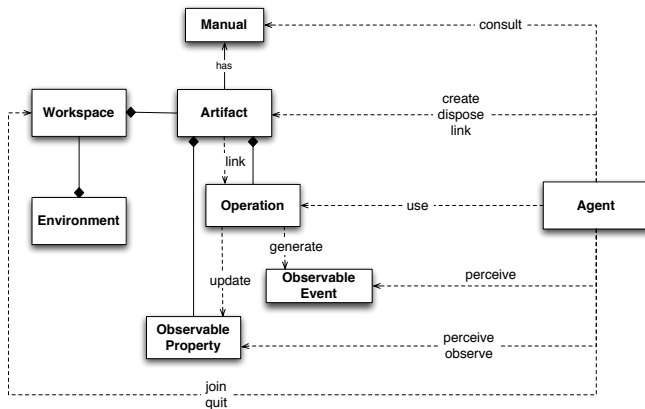 Manual
consult
has
Workspace
Artifact
create
dispose
link
link
Environment
Operation
use
Agent
generate
Observable
Event
perceive
update
Observable
Property
perceive
observe
join
quit